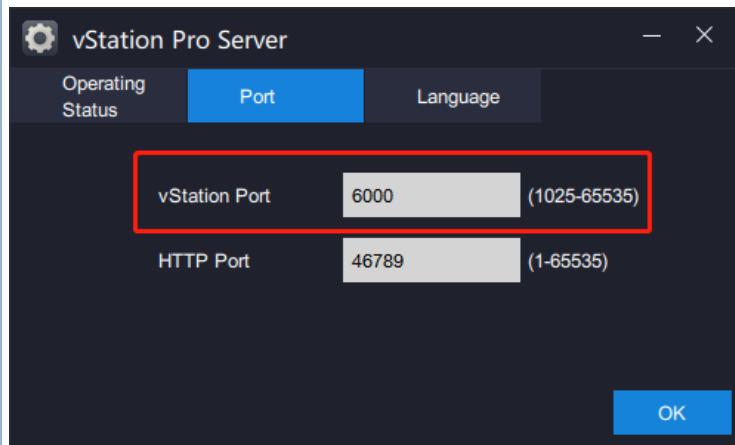 vStation Pro Server
Operating
Status
Port
Language
vStation Port
6000
(1025-65535)
HTTP Port
46789
(1-65535)
OK